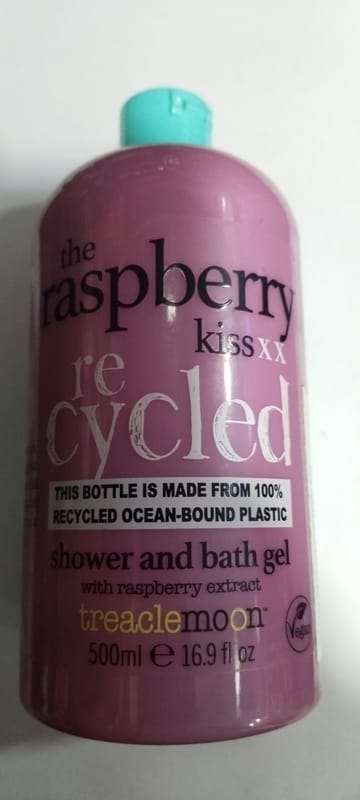 the
raspberry
kiss xx
re
cycled
THIS BOTTLE IS MADE FROM 100%
RECYCLED OCEAN-BOUND PLASTIC
shower and bath gel
with raspberry extract
treaclemoon™
500ml ℮ 16.9 fl oz
Vegan